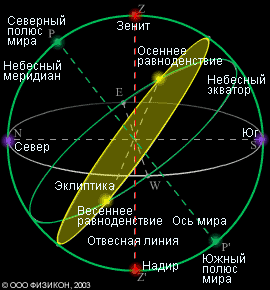 Z
Северный
полюс
мира
Зенит
P
Осеннее
равноденствие
Небесный
меридиан
Небесный
экватор
E
N
Север
Юг
S
Эклиптика
W
Весеннее
равноденствие
Ось мира
Отвесная линия
P'
Надир
Южный
полюс
мира
Z'
© ООО ФИЗИКОН, 2003